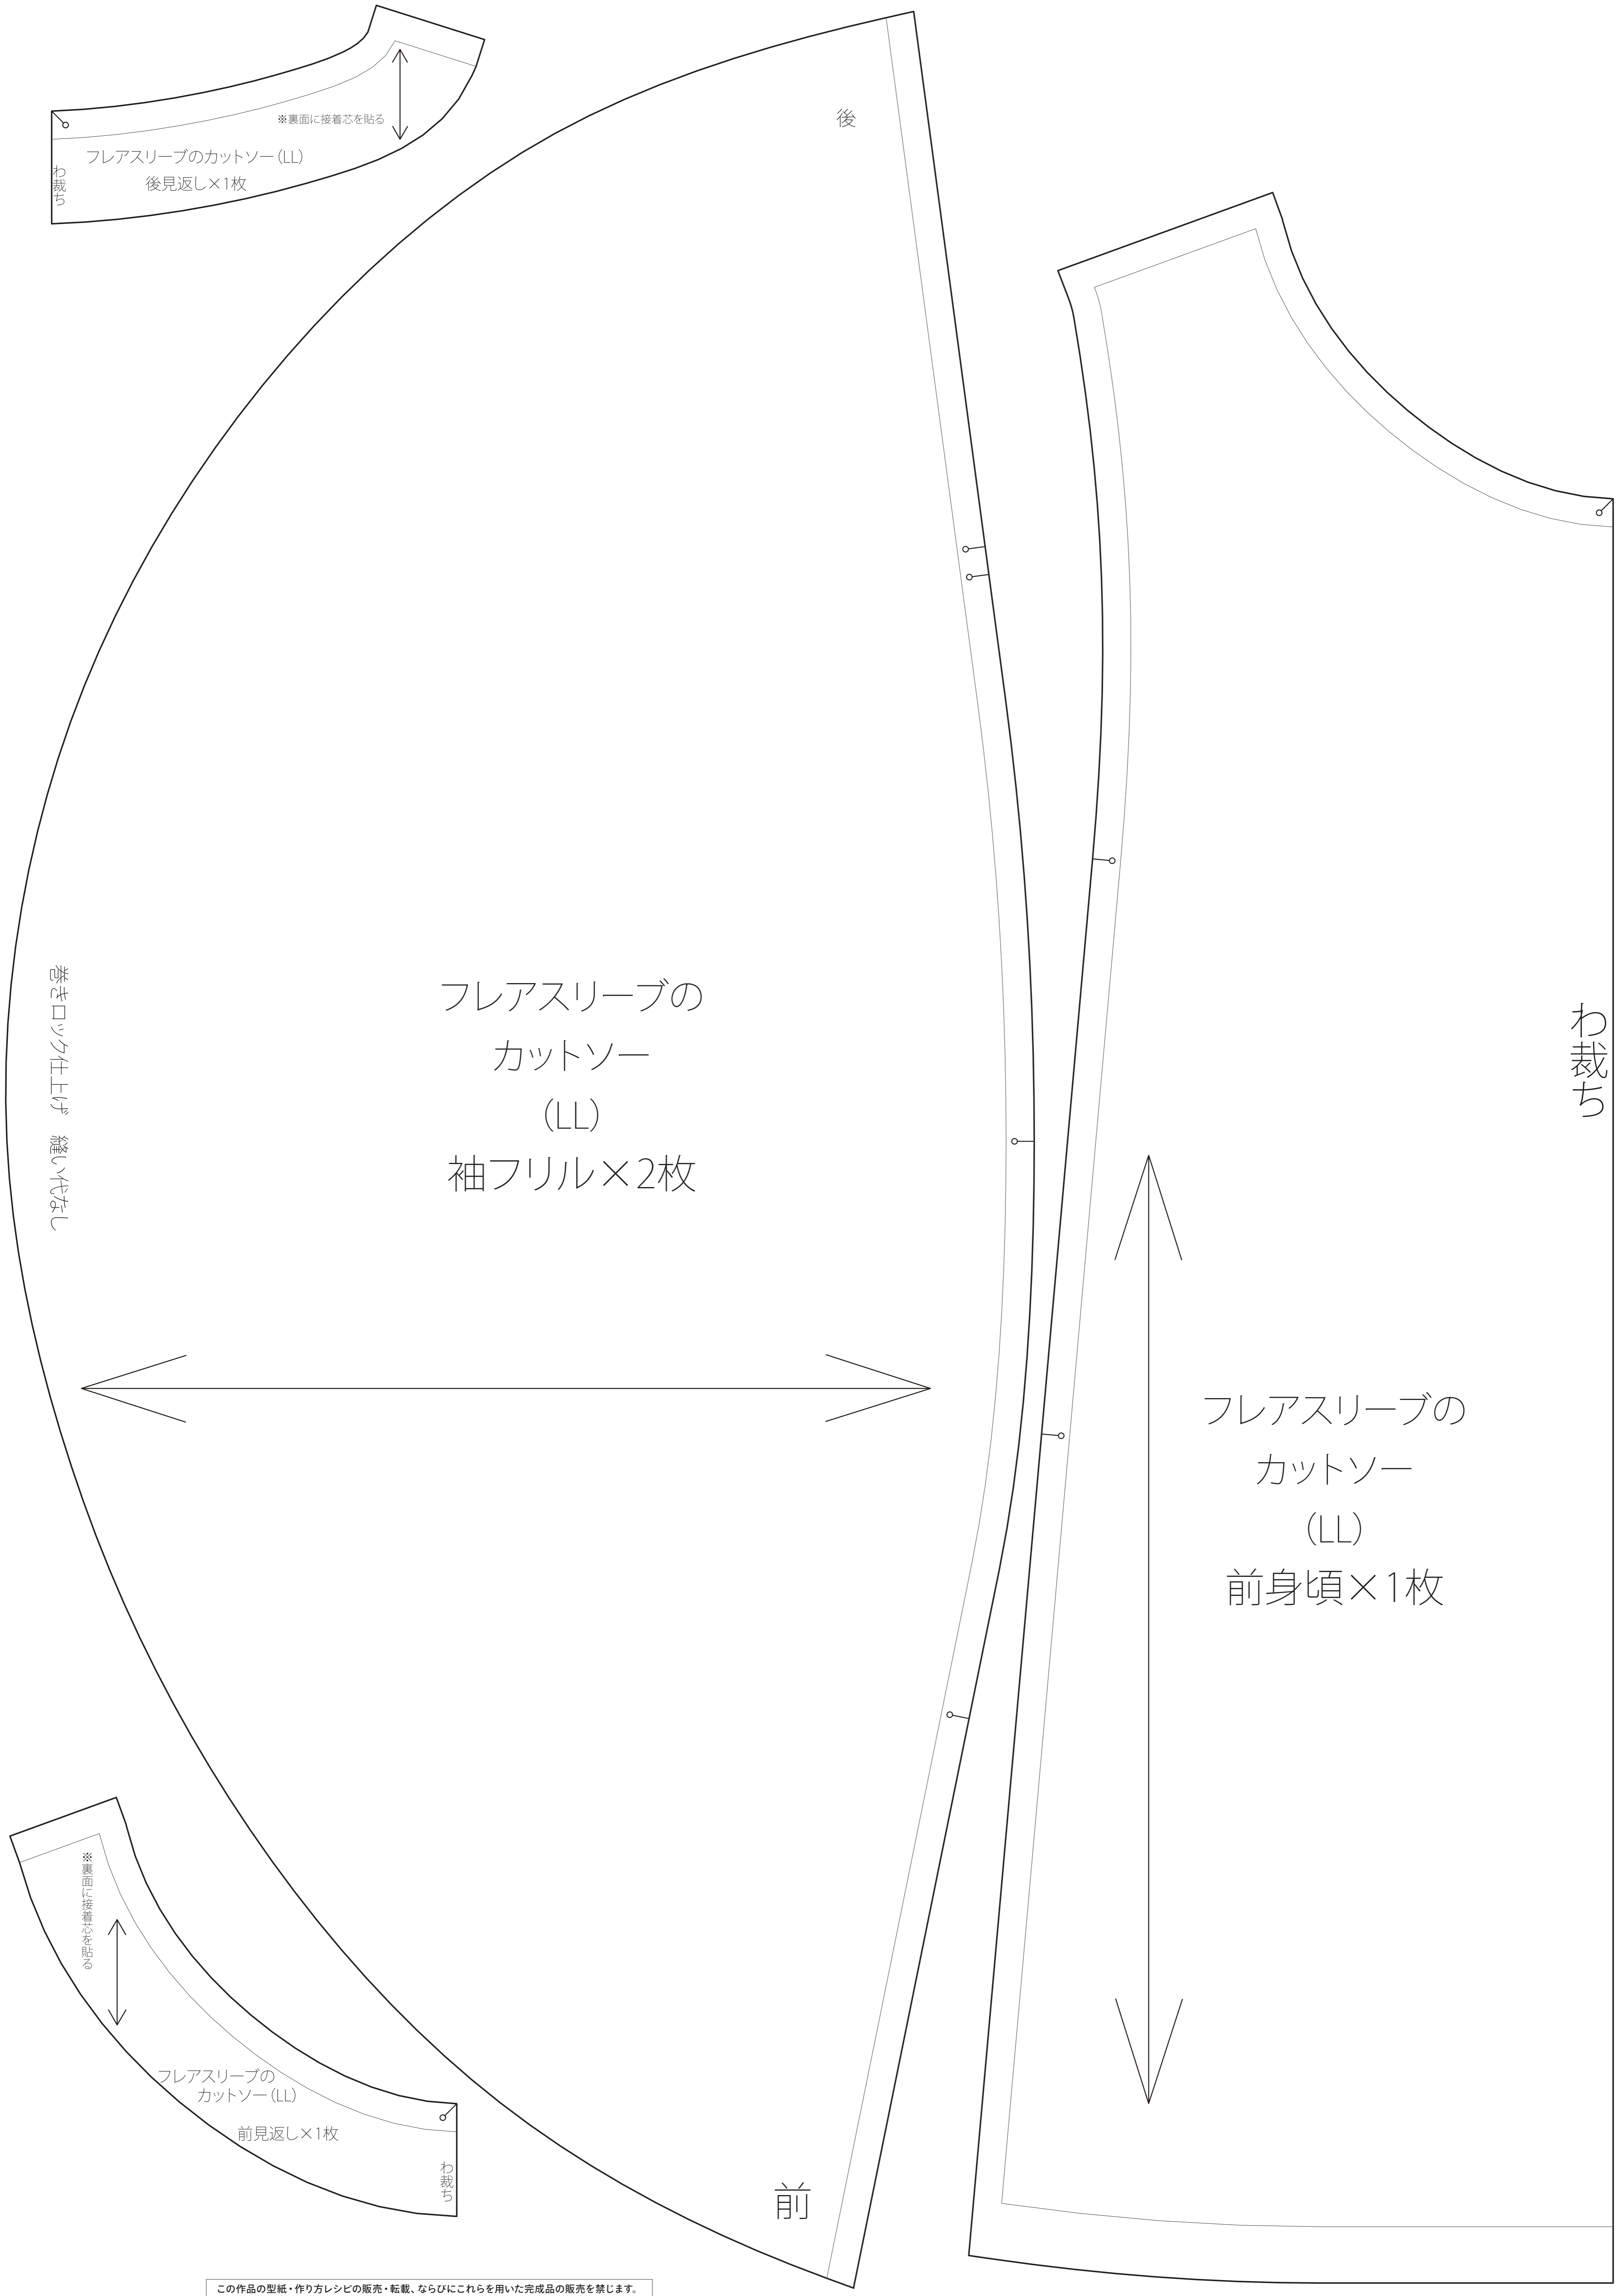 ※裏面に接着芯を貼る
フレアスリーブのカットソー(LL)
後見返し×1枚
わ裁ち
後
巻きロック仕上げ　縫い代なし
フレアスリーブの
カットソー
(LL)
袖フリル×2枚
前
わ裁ち
フレアスリーブの
カットソー
(LL)
前身頃×1枚
※裏面に接着芯を貼る
フレアスリーブの
カットソー(LL)
前見返し×1枚
わ裁ち
この作品の型紙・作り方レシピの販売・転載、ならびにこれらを用いた完成品の販売を禁じます。